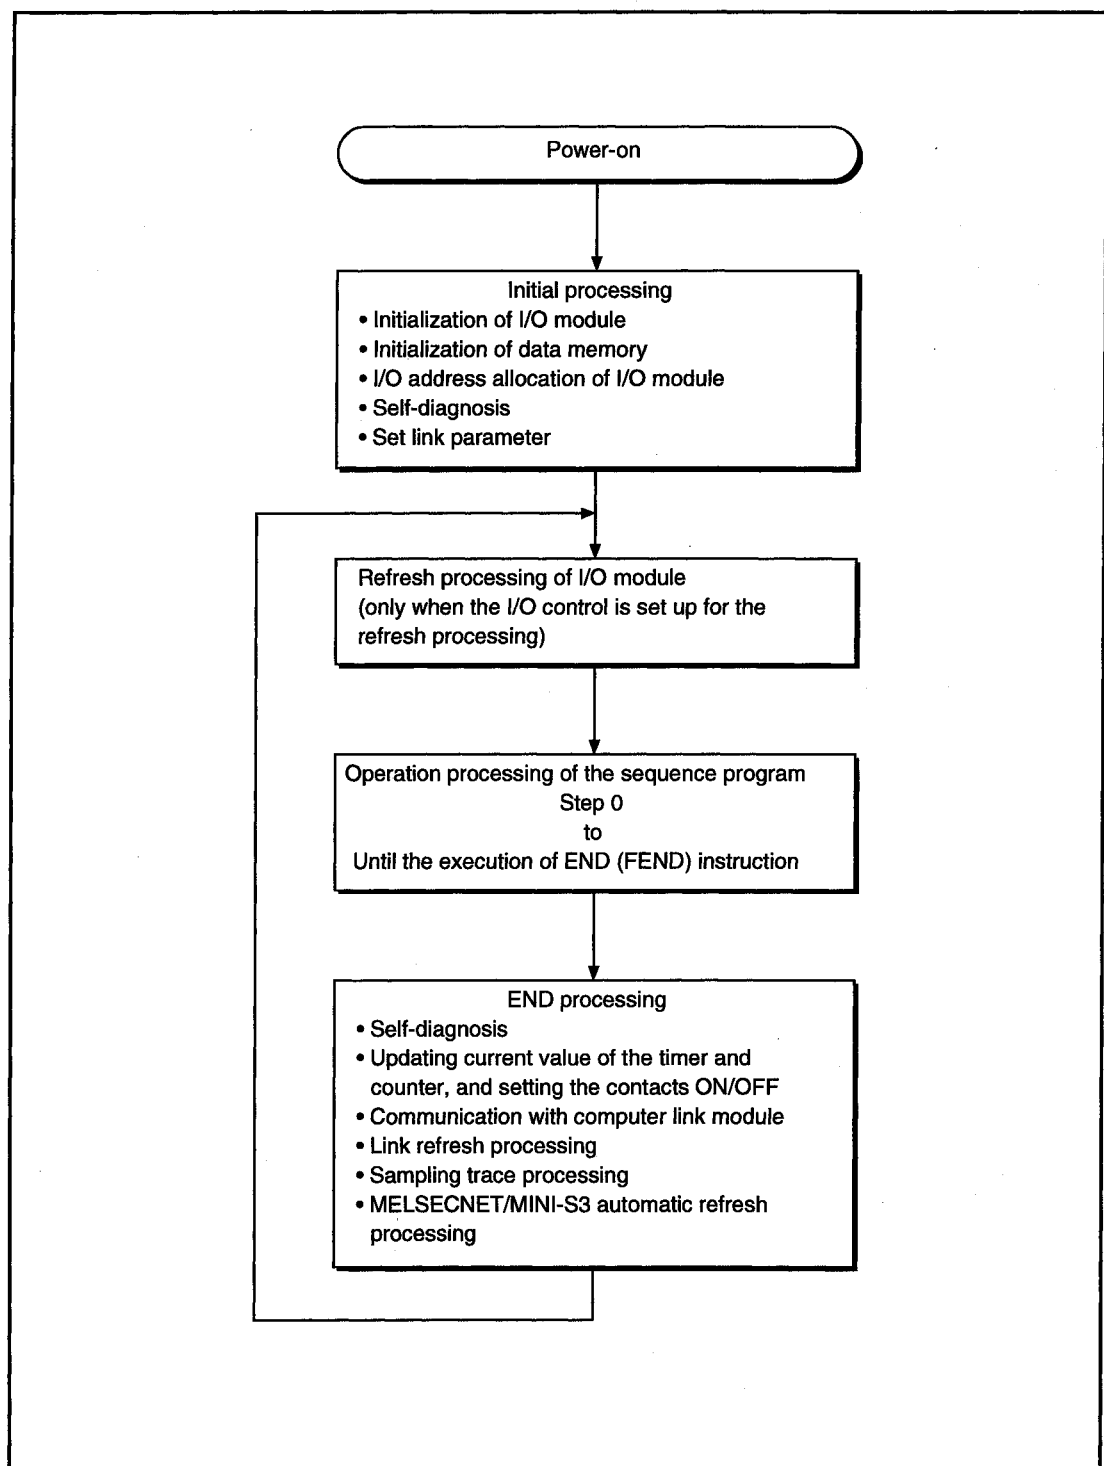 Power-on
Initial processing
• Initialization of I/O module
• Initialization of data memory
• I/O address allocation of I/O module
• Self-diagnosis
• Set link parameter
Refresh processing of I/O module
(only when the I/O control is set up for the
refresh processing)
Operation processing of the sequence program
Step 0
to
Until the execution of END (FEND) instruction
END processing
• Self-diagnosis
• Updating current value of the timer and
counter, and setting the contacts ON/OFF
• Communication with computer link module
• Link refresh processing
• Sampling trace processing
• MELSECNET/MINI-S3 automatic refresh
processing